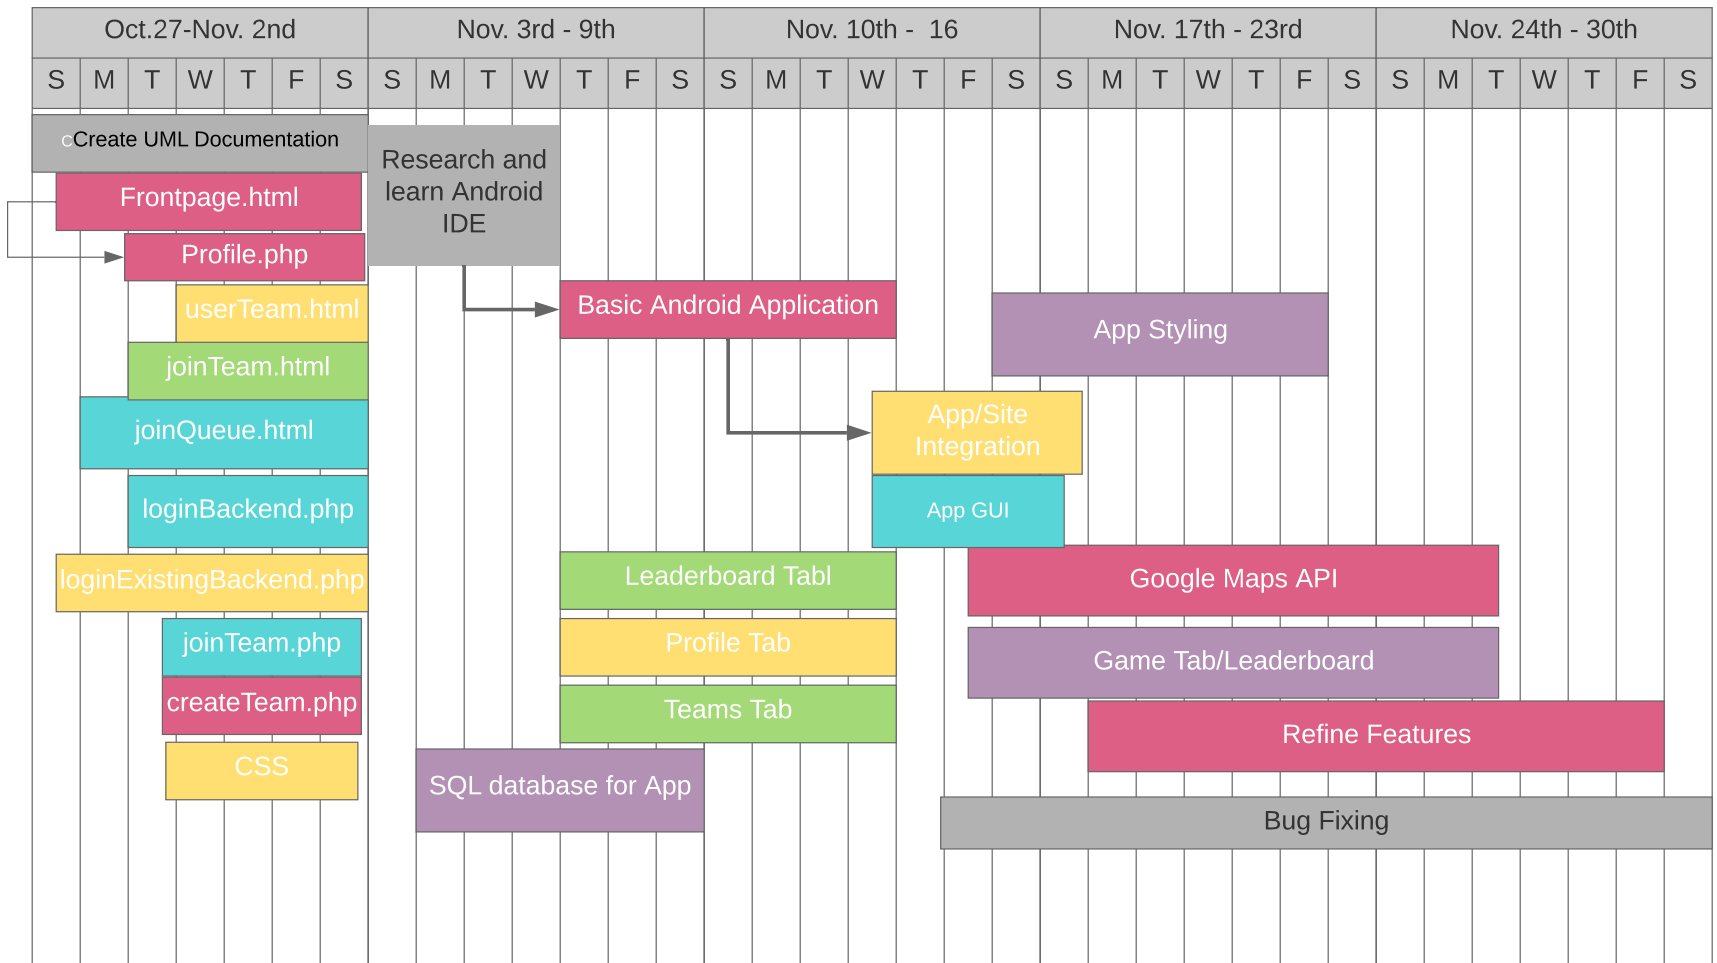 Oct.27-Nov. 2nd
Nov. 3rd - 9th
Nov. 10th -  16
Nov. 17th - 23rd
Nov. 24th - 30th
S M T W T F S S M T W T F S S M T W T F S S M T W T F S S M T W T F S
cCreate UML Documentation
Research and
learn Android
IDE
Frontpage.html
Profile.php
userTeam.html
Basic Android Application
App Styling
joinTeam.html
joinQueue.html
App/Site
Integration
loginBackend.php
App GUI
loginExistingBackend.php
Leaderboard Tabl
Google Maps API
joinTeam.php
Profile Tab
Game Tab/Leaderboard
createTeam.php
Teams Tab
Refine Features
CSS
SQL database for App
Bug Fixing